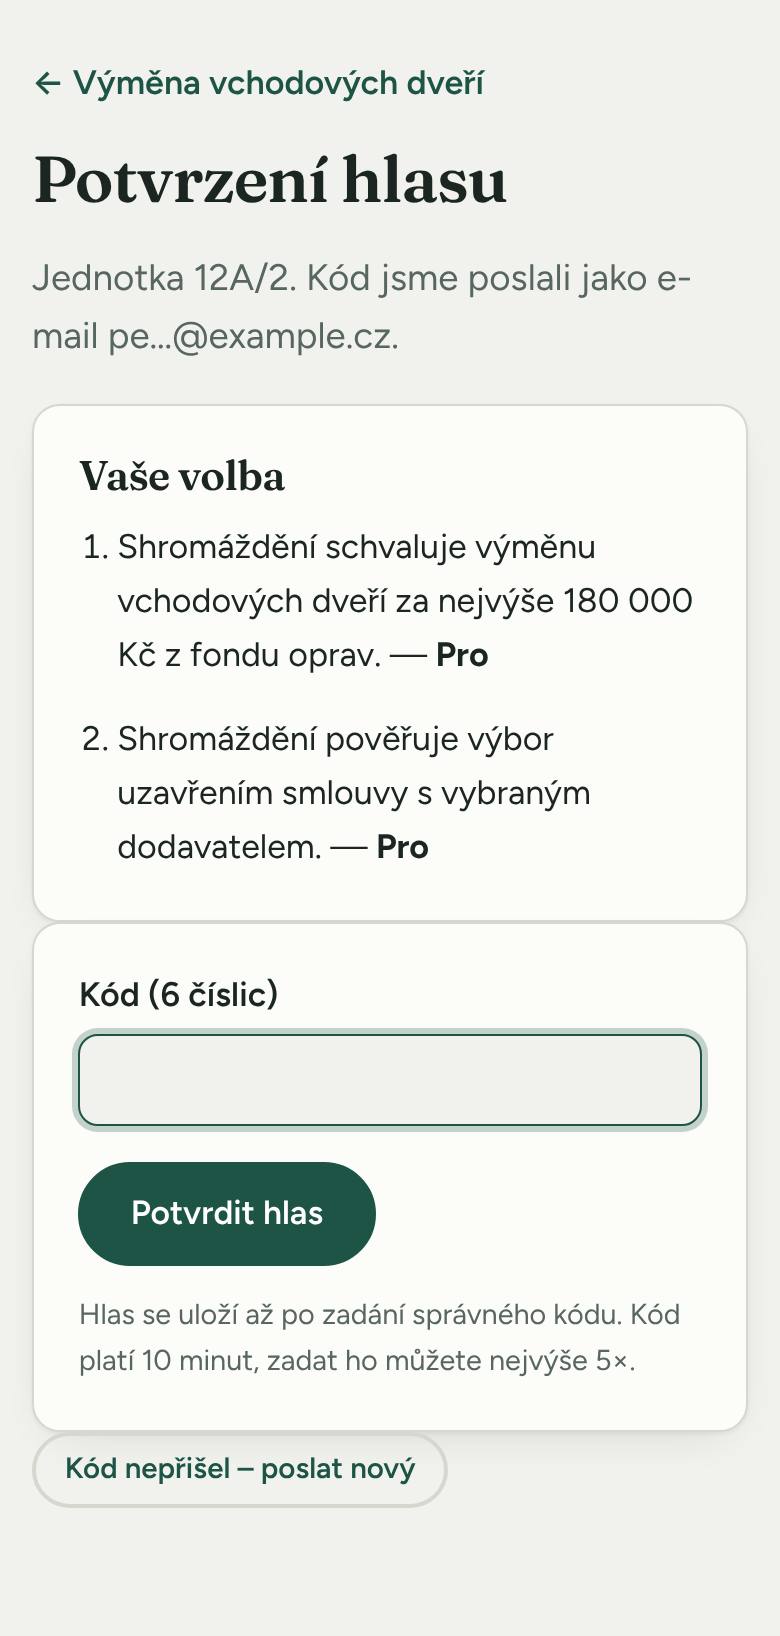 ← Výměna vchodových dveří
Potvrzení hlasu
Jednotka 12A/2. Kód jsme poslali jako e-
mail pe...@example.cz.
Vaše volba
1. Shromáždění schvaluje výměnu
vchodových dveří za nejvýše 180 000
Kč z fondu oprav. — Pro
2. Shromáždění pověřuje výbor
uzavřením smlouvy s vybraným
dodavatelem. — Pro
Kód (6 číslic)
Potvrdit hlas
Hlas se uloží až po zadání správného kódu. Kód
platí 10 minut, zadat ho můžete nejvýše 5×.
Kód nepřišel – poslat nový